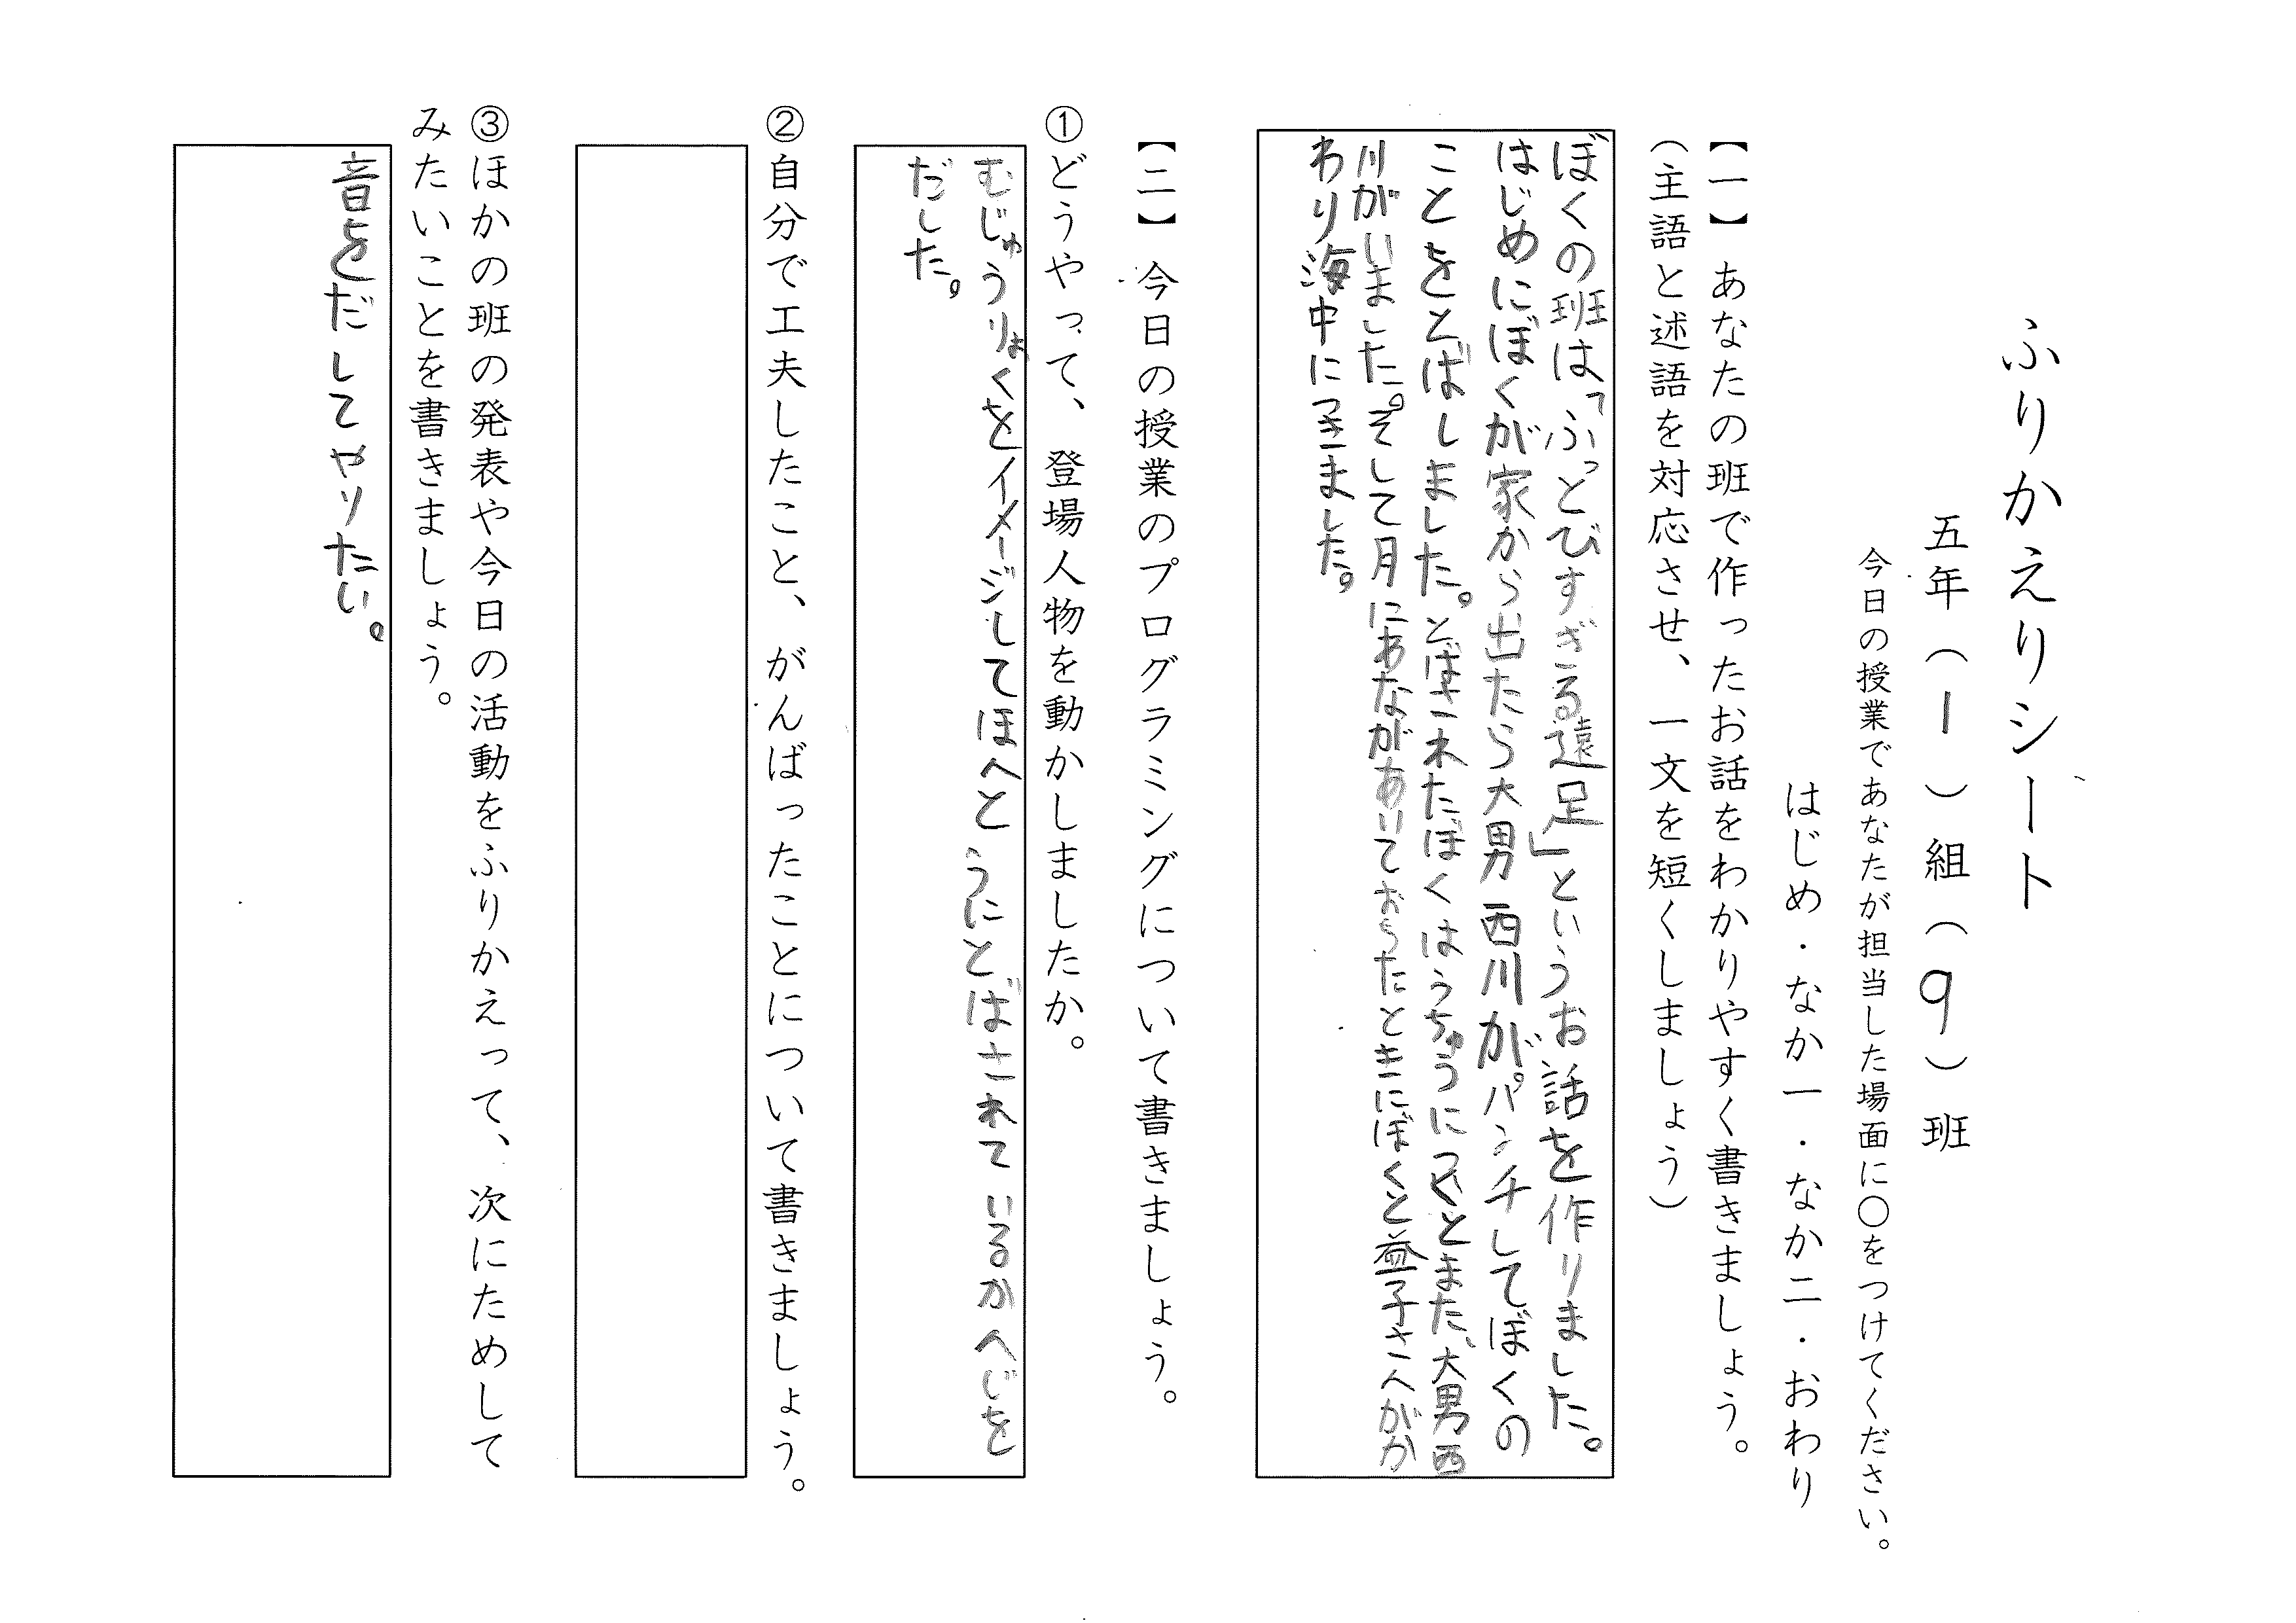 ふりかえりシート
五年（1）組（9）班
今日の授業であなたが担当した場面に〇をつけてください。
はじめ・なか一・なか二・おわり
【一】あなたの班で作ったお話をわかりやすく書きましょう。
（主語と述語を対応させ、一文を短くしましょう）
ぼくの班は「ふっとびすぎる遠足」というお話を作りました。
はじめにぼくが家から出たら大男西川がパンチしてぼくの
ことをとばしました。とばされたぼくはうちゅうにつくとまた、大男西
川がいました。そして月にあながありておちたときにぼくと益子さんがか
わり海中にきました。
【二】今日の授業のプログラミングについて書きましょう。
①どうやって、登場人物を動かしましたか。
むじゅうりょくをイメージしてほへと うにとばされているかへじを
だした。
②自分で工夫したこと、がんばったことについて書きましょう。
③ほかの班の発表や今日の活動をふりかえって、次にためして
みたいことを書きましょう。
音をだしてやりたい。